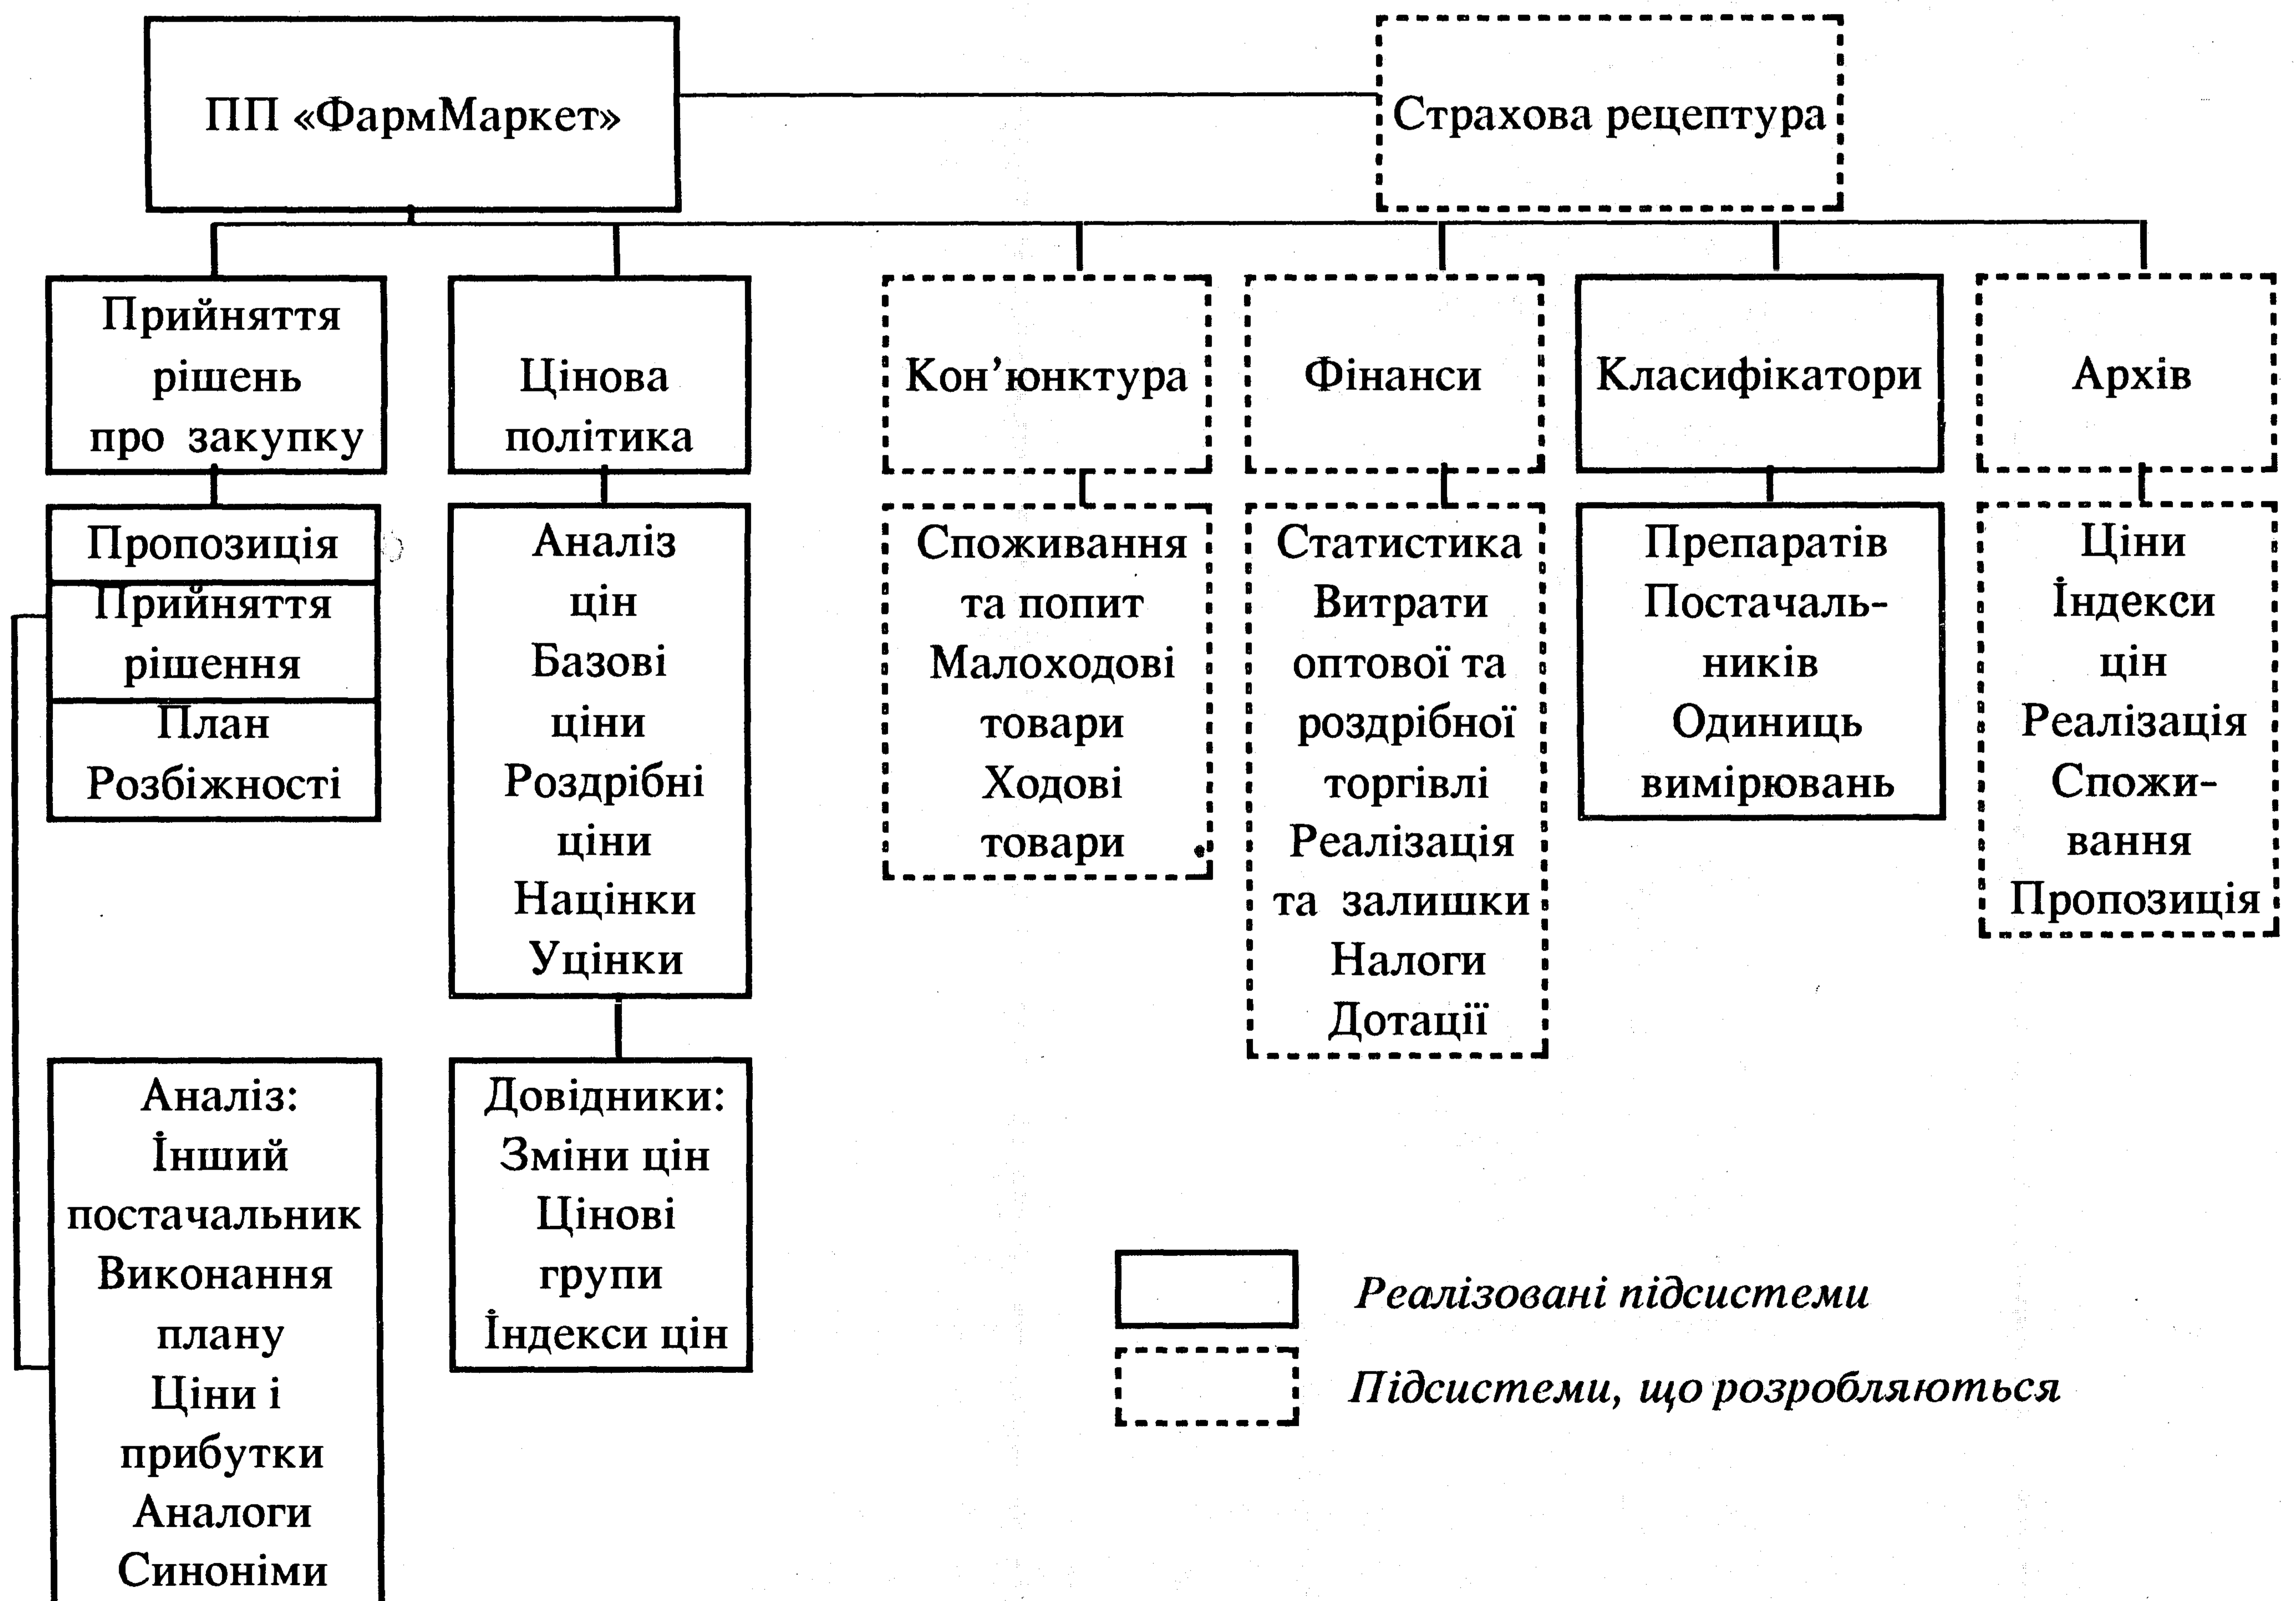 ПП «ФармМаркет»
Страхова рецептура
Прийняття
рішень
про закупку
Цінова
політика
Кон’юнктура
Фінанси
Класифікатори
Архів
Пропозиція
Прийняття
рішення
План
Розбіжності
Аналіз
цін
Базові
ціни
Роздрібні
ціни
Націнки
Уцінки
Споживання
та попит
Малоходові
товари
Ходові
товари
Статистика
Витрати
оптової та
роздрібної
торгівлі
Реалізація
та залишки
Налоги
Дотації
Препаратів
Постачаль-
ників
Одиниць
вимірювань
Ціни
Індекси
цін
Реалізація
Спожи-
вання
Пропозиція
Аналіз:
Інший
постачальник
Виконання
плану
Ціни і
прибутки
Аналоги
Синоніми
Довідники:
Зміни цін
Цінові
групи
Індекси цін
Реалізовані підсистеми
Підсистеми, що розробляються